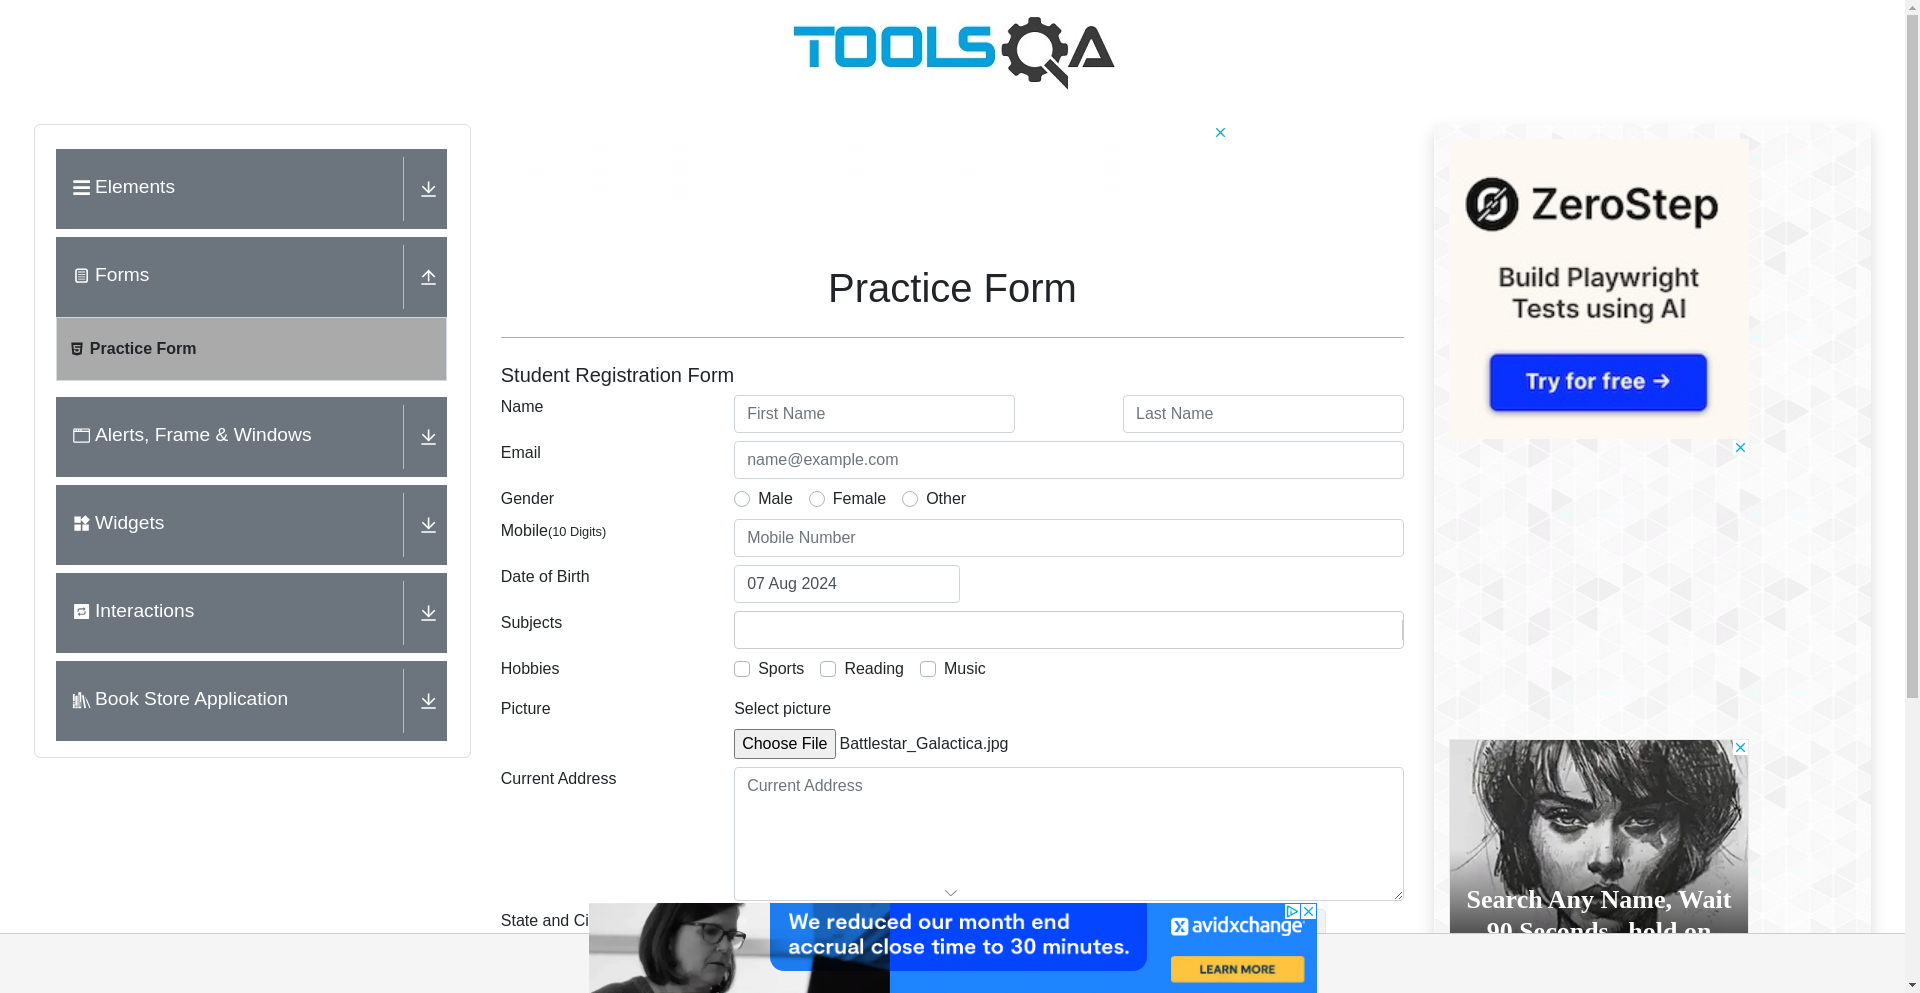 TOOLSQA
Elements
Forms
Practice Form
Alerts, Frame & Windows
Widgets
Interactions
Book Store Application
Practice Form
Student Registration Form
Name First Name Last Name
Email name@example.com
Gender Male Female Other
Mobile(10 Digits) Mobile Number
Date of Birth 07 Aug 2024
Subjects
Hobbies Sports Reading Music
Picture Select picture
Choose File Battlestar_Galactica.jpg
Current Address Current Address
State and Ci
ZeroStep
Build Playwright
Tests using AI
Try for free →
Search Any Name, Wait
90 Seconds, hold on
We reduced our month end
accrual close time to 30 minutes.
avidxchange
LEARN MORE